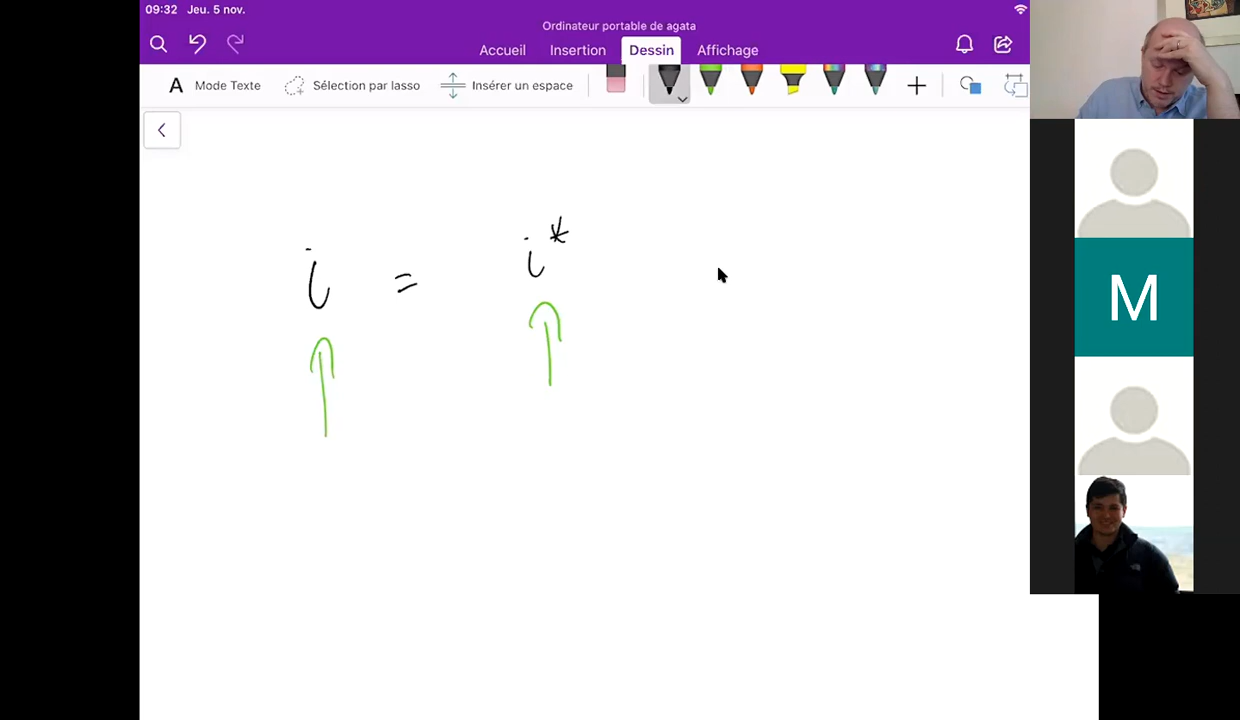 09:32 Jeu. 5 nov.
Ordinateur portable de agata
Accueil Insertion Dessin Affichage
A Mode Texte Sélection par lasso Insérer un espace
i = i*
M